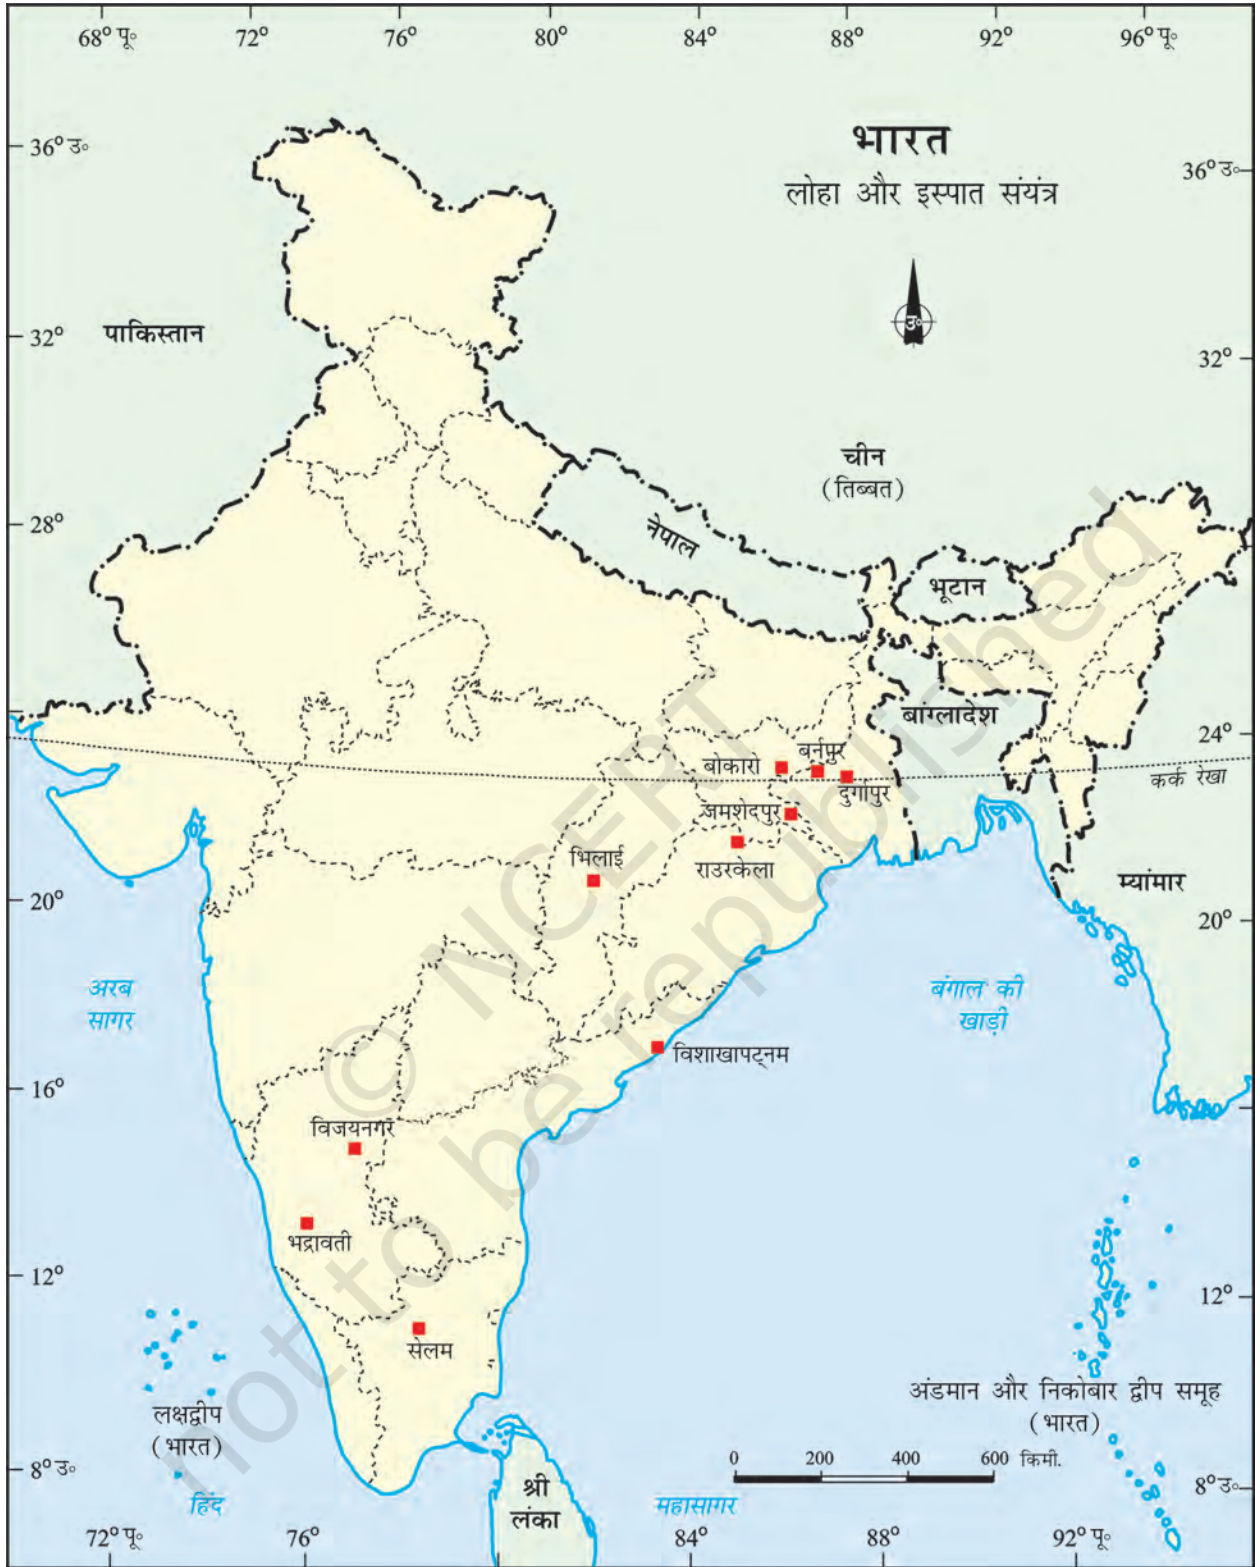 68° पू॰ 72° 76° 80° 84° 88° 92° 96° पू॰
भारत
लोहा और इस्पात संयंत्र
36° उ॰
36° उ॰
उ॰
पाकिस्तान
32°
32°
चीन
(तिब्बत)
28°
नेपाल
भूटान
बांग्लादेश
24°
बर्नपुर
बोकारो
कर्क रेखा
दुर्गापुर
जमशेदपुर
भिलाई
राउरकेला
म्यांमार
20°
20°
अरब
सागर
बंगाल की
खाड़ी
विशाखापट्नम
16°
विजयनगर
भद्रावती
12°
12°
सेलम
अंडमान और निकोबार द्वीप समूह
(भारत)
लक्षद्वीप
(भारत)
0 200 400 600 किमी.
8° उ॰
8° उ॰
श्री
लंका
हिंद
महासागर
72° पू॰ 76° 84° 88° 92° पू॰
© NCERT
not to be republished